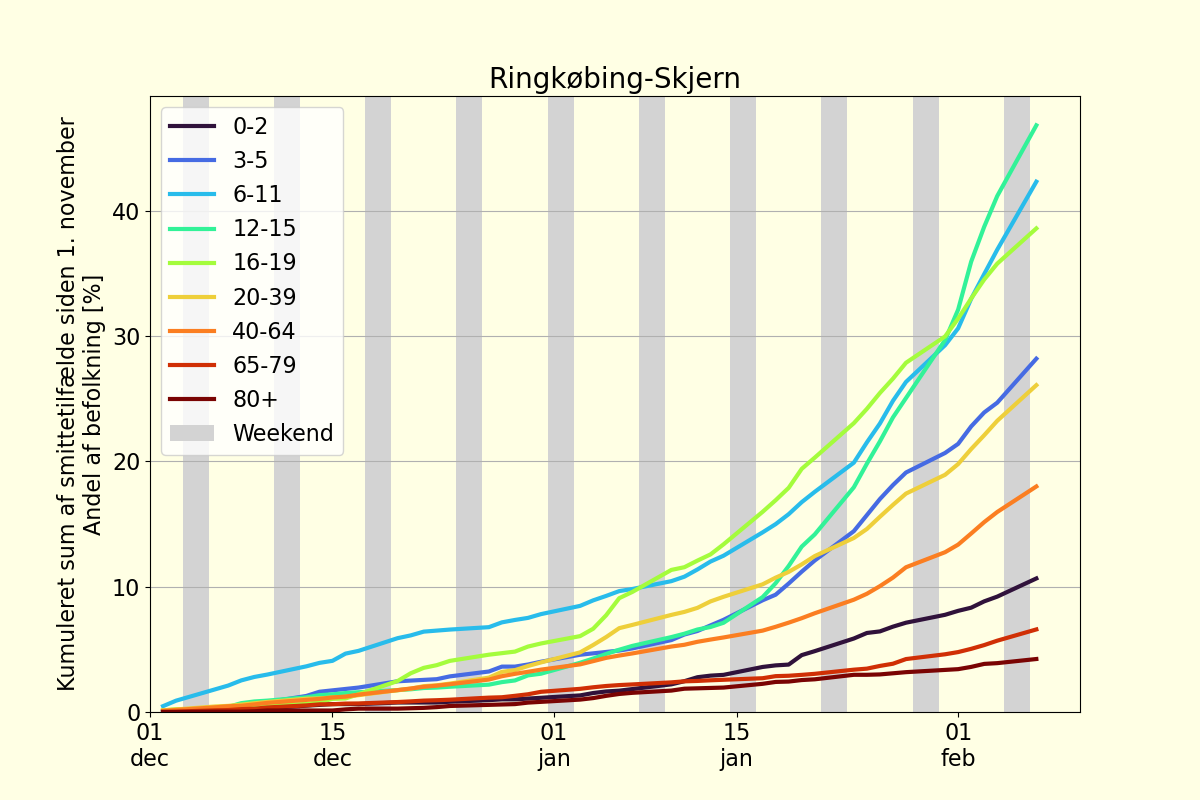 Ringkøbing-Skjern
Kumuleret sum af smittetilfælde siden 1. november
Andel af befolkning [%]
40
30
20
10
0
0-2
3-5
6-11
12-15
16-19
20-39
40-64
65-79
80+
Weekend
01
dec
15
dec
01
jan
15
jan
01
feb